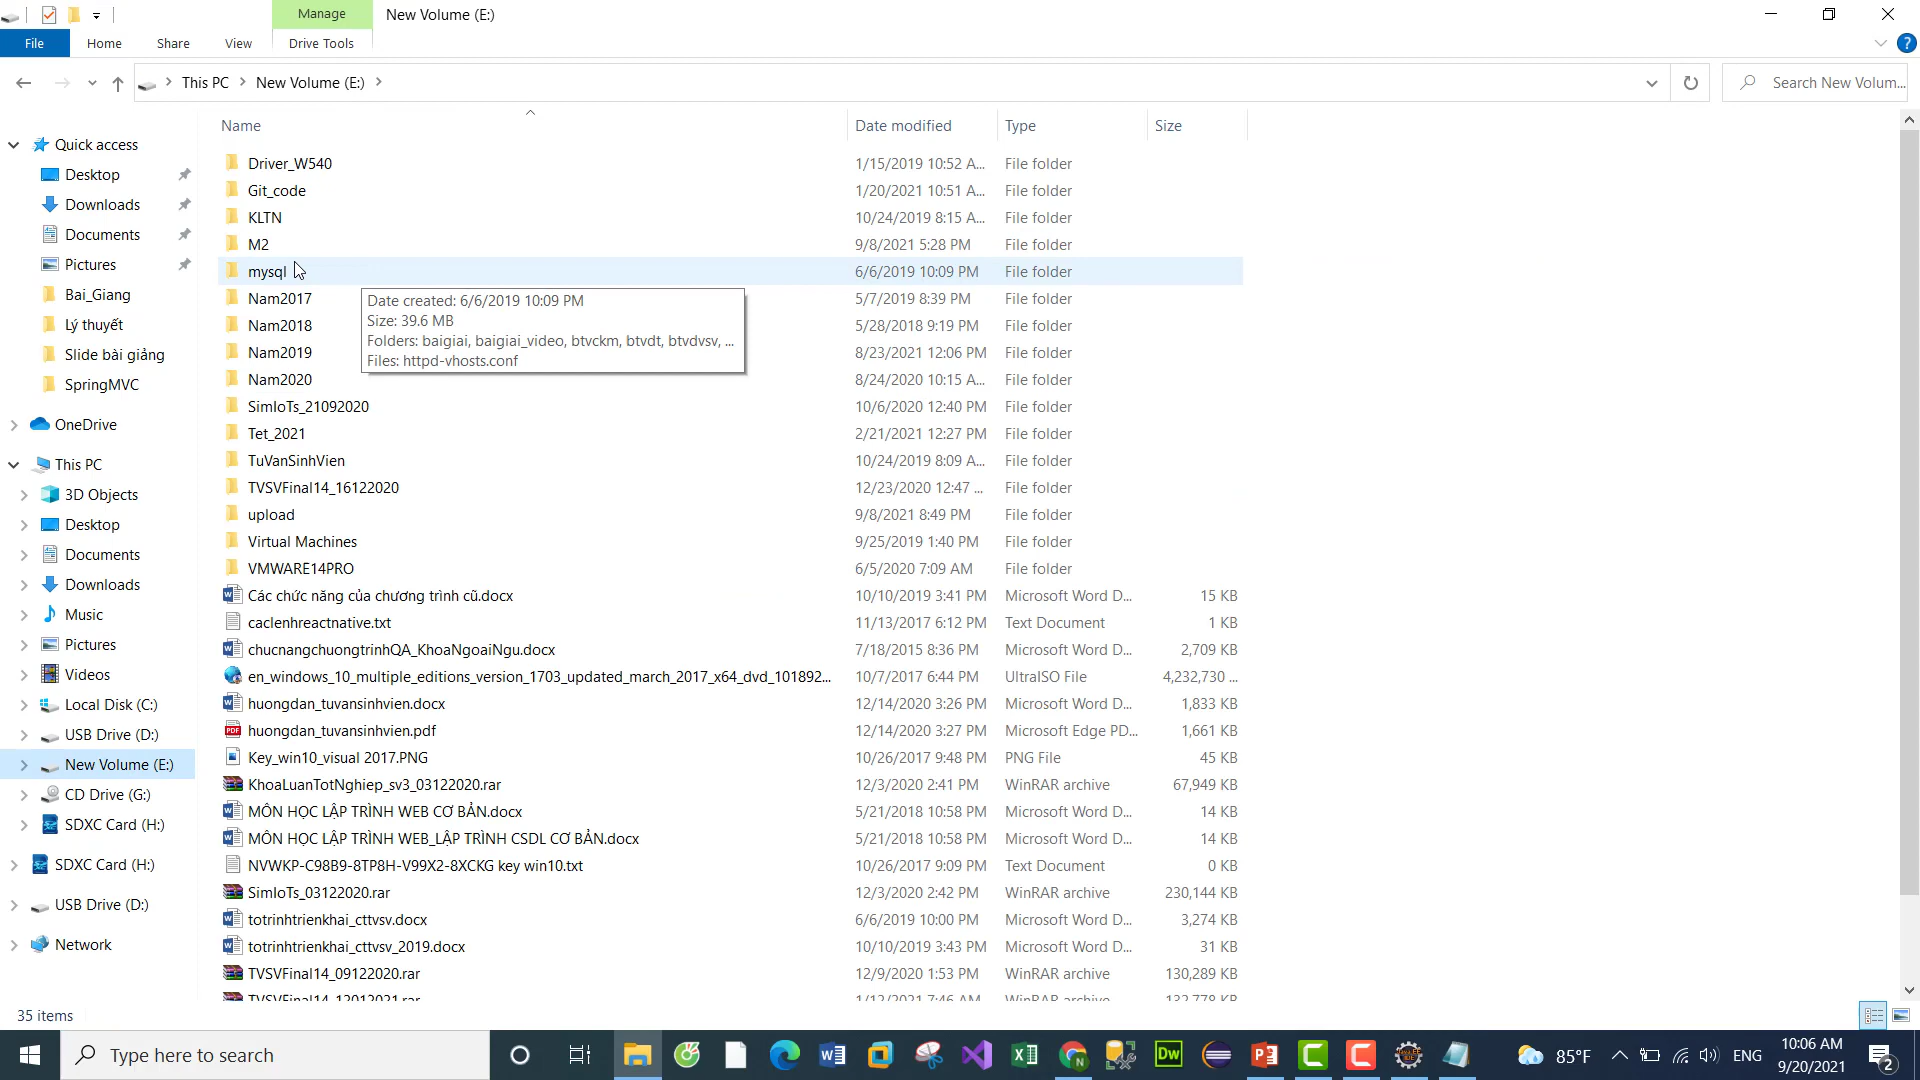 Manage
New Volume (E:)
File
Home
Share
View
Drive Tools
This PC
New Volume (E:)
Search New Volum...
Name
Date modified
Type
Size
Quick access
Desktop
Downloads
Documents
Pictures
Bai_Giang
Lý thuyết
Slide bài giảng
SpringMVC
OneDrive
This PC
3D Objects
Desktop
Documents
Downloads
Music
Pictures
Videos
Local Disk (C:)
USB Drive (D:)
New Volume (E:)
CD Drive (G:)
SDXC Card (H:)
SDXC Card (H:)
USB Drive (D:)
Network
Driver_W540 1/15/2019 10:52 A... File folder
Git_code 1/20/2021 10:51 A... File folder
KLTN 10/24/2019 8:15 A... File folder
M2 9/8/2021 5:28 PM File folder
mysql 6/6/2019 10:09 PM File folder
Nam2017 5/7/2019 8:39 PM File folder
Nam2018 5/28/2018 9:19 PM File folder
Nam2019 8/23/2021 12:06 PM File folder
Nam2020 8/24/2020 10:15 A... File folder
SimIoTs_21092020 10/6/2020 12:40 PM File folder
Tet_2021 2/21/2021 12:27 PM File folder
TuVanSinhVien 10/24/2019 8:09 A... File folder
TVSVFinal14_16122020 12/23/2020 12:47 ... File folder
upload 9/8/2021 8:49 PM File folder
Virtual Machines 9/25/2019 1:40 PM File folder
VMWARE14PRO 6/5/2020 7:09 AM File folder
Các chức năng của chương trình cũ.docx 10/10/2019 3:41 PM Microsoft Word D... 15 KB
caclenhreactnative.txt 11/13/2017 6:12 PM Text Document 1 KB
chucnangchuongtrinhQA_KhoaNgoaiNgu.docx 7/18/2015 8:36 PM Microsoft Word D... 2,709 KB
en_windows_10_multiple_editions_version_1703_updated_march_2017_x64_dvd_101892... 10/7/2017 6:44 PM UltraISO File 4,232,730 ...
huongdan_tuvansinhvien.docx 12/14/2020 3:26 PM Microsoft Word D... 1,833 KB
huongdan_tuvansinhvien.pdf 12/14/2020 3:27 PM Microsoft Edge PD... 1,661 KB
Key_win10_visual 2017.PNG 10/26/2017 9:48 PM PNG File 45 KB
KhoaLuanTotNghiep_sv3_03122020.rar 12/3/2020 2:41 PM WinRAR archive 67,949 KB
MÔN HỌC LẬP TRÌNH WEB CƠ BẢN.docx 5/21/2018 10:58 PM Microsoft Word D... 14 KB
MÔN HỌC LẬP TRÌNH WEB_LẬP TRÌNH CSDL CƠ BẢN.docx 5/21/2018 10:58 PM Microsoft Word D... 14 KB
NVWKP-C98B9-8TP8H-V99X2-8XCKG key win10.txt 10/26/2017 9:09 PM Text Document 0 KB
SimIoTs_03122020.rar 12/3/2020 2:42 PM WinRAR archive 230,144 KB
totrinhtrienkhai_cttvsv.docx 6/6/2019 10:00 PM Microsoft Word D... 3,274 KB
totrinhtrienkhai_cttvsv_2019.docx 10/10/2019 3:43 PM Microsoft Word D... 31 KB
TVSVFinal14_09122020.rar 12/9/2020 1:53 PM WinRAR archive 130,289 KB
TVSVFinal14_12012021.rar 1/12/2021 7:46 AM WinRAR archive 132,778 KB
Date created: 6/6/2019 10:09 PM
Size: 39.6 MB
Folders: baigiai, baigiai_video, btvckm, btvdt, btvdvsv, ...
Files: httpd-vhosts.conf
35 items
Type here to search
85°F
ENG
10:06 AM
9/20/2021
2